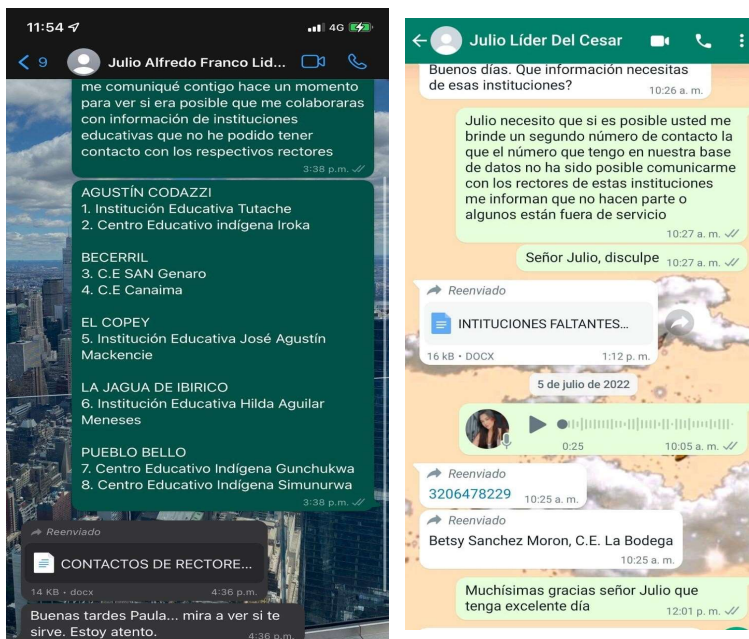 11:54
4G
9
Julio Alfredo Franco Lid...
me comuniqué contigo hace un momento
para ver si era posible que me colaboraras
con información de instituciones
educativas que no he podido tener
contacto con los respectivos rectores
3:38 p.m.
AGUSTÍN CODAZZI
1. Institución Educativa Tutache
2. Centro Educativo indígena Iroka
BECERRIL
3. C.E SAN Genaro
4. C.E Canaima
EL COPEY
5. Institución Educativa José Agustín
Mackencie
LA JAGUA DE IBIRICO
6. Institución Educativa Hilda Aguilar
Meneses
PUEBLO BELLO
7. Centro Educativo Indígena Gunchukwa
8. Centro Educativo Indígena Simunurwa
3:38 p.m.
Reenviado
CONTACTOS DE RECTORE...
14 KB • docx
4:36 p.m.
Buenas tardes Paula... mira a ver si te
sirve. Estoy atento.
4:36 p.m.
Julio Líder Del Cesar
Buenos días. Que información necesitas
de esas instituciones?
10:26 a. m.
Julio necesito que si es posible usted me
brinde un segundo número de contacto la
que el número que tengo en nuestra base
de datos no ha sido posible comunicarme
con los rectores de estas instituciones
me informan que no hacen parte o
algunos están fuera de servicio
10:27 a. m.
Señor Julio, disculpe
10:27 a. m.
Reenviado
INTITUCIONES FALTANTES...
16 kB • DOCX
1:12 p. m.
5 de julio de 2022
0:25
10:05 a. m.
Reenviado
3206478229
10:25 a. m.
Reenviado
Betsy Sanchez Moron, C.E. La Bodega
10:25 a. m.
Muchísimas gracias señor Julio que
tenga excelente día
12:01 p. m.